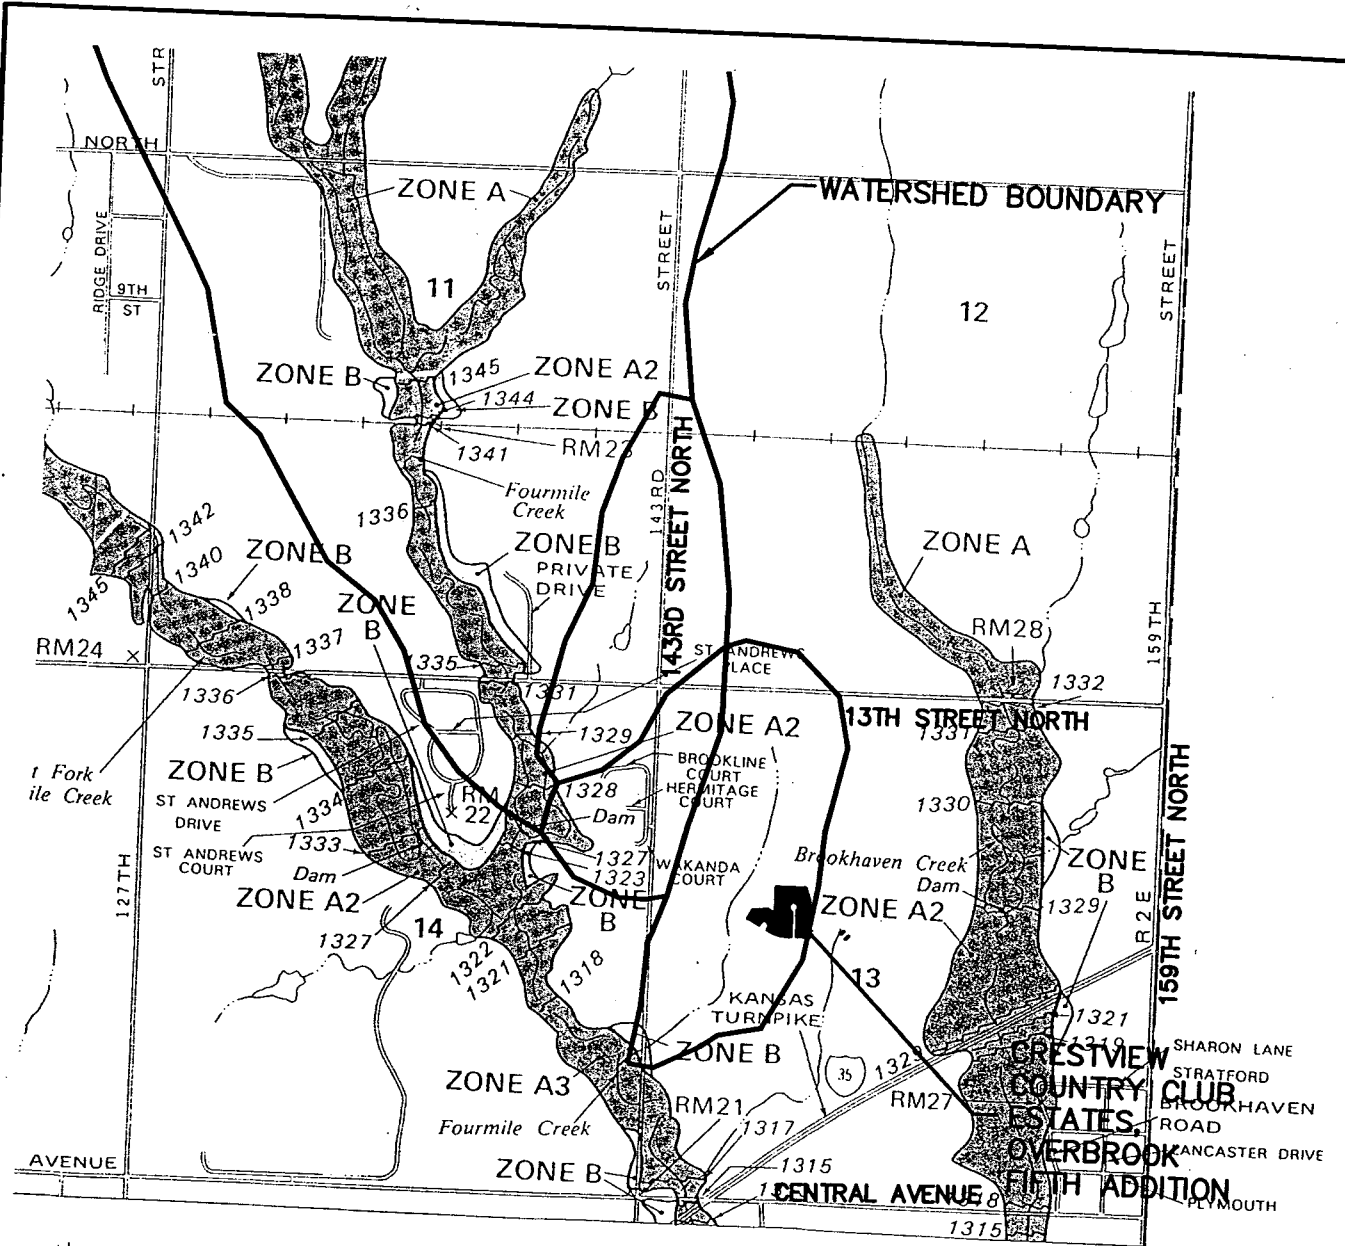 STR
NORTH
ZONE A
WATERSHED BOUNDARY
RIDGE DRIVE
9TH
ST
11
STREET
12
STREET
ZONE B
1345
ZONE A2
1344
ZONE B
RM23
1341
Fourmile
Creek
1336
143RD
143RD STREET NORTH
1342
1340
ZONE B
ZONE B
PRIVATE
DRIVE
ZONE A
1345
1338
ZONE
B
RM24
1337
1335
ST ANDREWS
PLACE
RM28
159TH
1336
1331
1332
1335
1329
ZONE A2
13TH STREET NORTH
1331
t Fork
ile Creek
ZONE B
BROOKLINE
COURT
HERMITAGE
COURT
ST ANDREWS
DRIVE
1334
RM
22
1328
Dam
1330
159TH STREET NORTH
ST ANDREWS
COURT
1333
Dam
1327
1323
WAKANDA
COURT
Brookhaven Creek
Dam
ZONE
B
127TH
ZONE A2
ZONE
B
ZONE A2
1329
R 2 E
1327
14
1322
1321
1318
13
KANSAS
TURNPIKE
1321
1319
ZONE B
35
1329
CRESTVIEW
COUNTRY CLUB
ESTATES,
OVERBROOK
FIFTH ADDITION
SHARON LANE
STRATFORD
BROOKHAVEN
ROAD
LANCASTER DRIVE
PLYMOUTH
ZONE A3
RM21
RM27
Fourmile Creek
1317
AVENUE
ZONE B
1315
CENTRAL AVENUE
1315